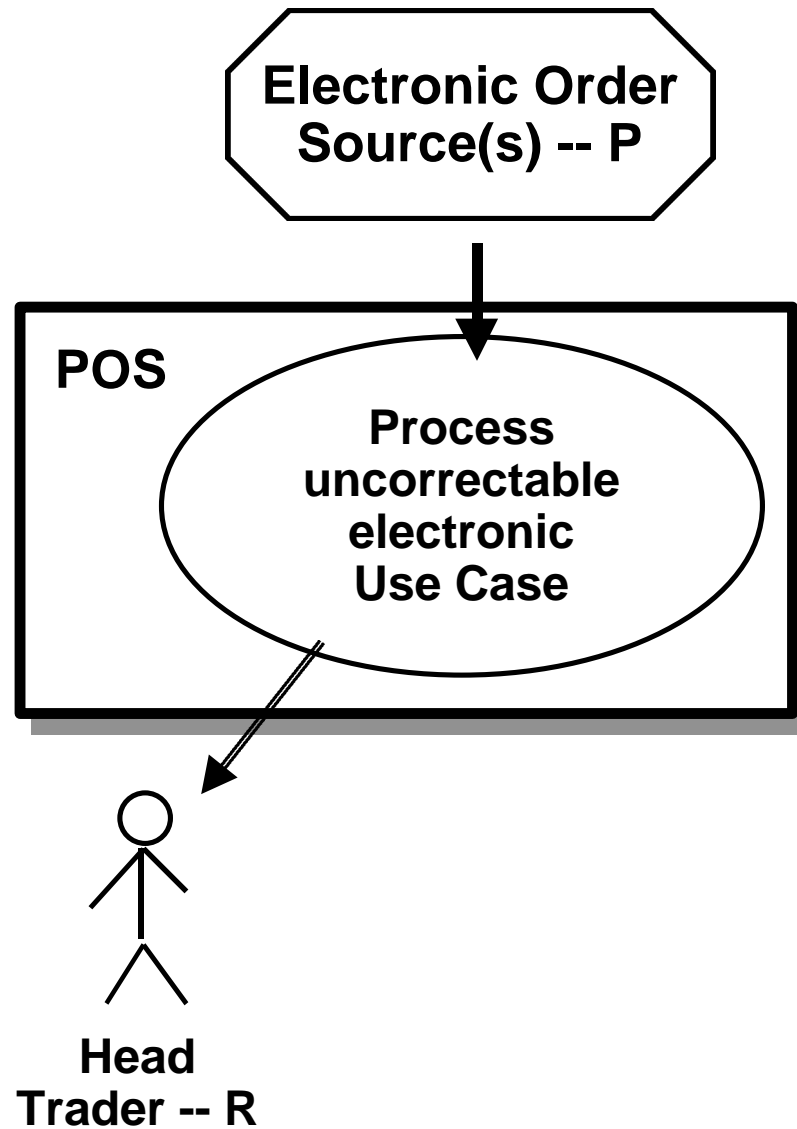 Electronic Order
Source(s) -- P
POS
Process
uncorrectable
electronic
Use Case
Head
Trader -- R